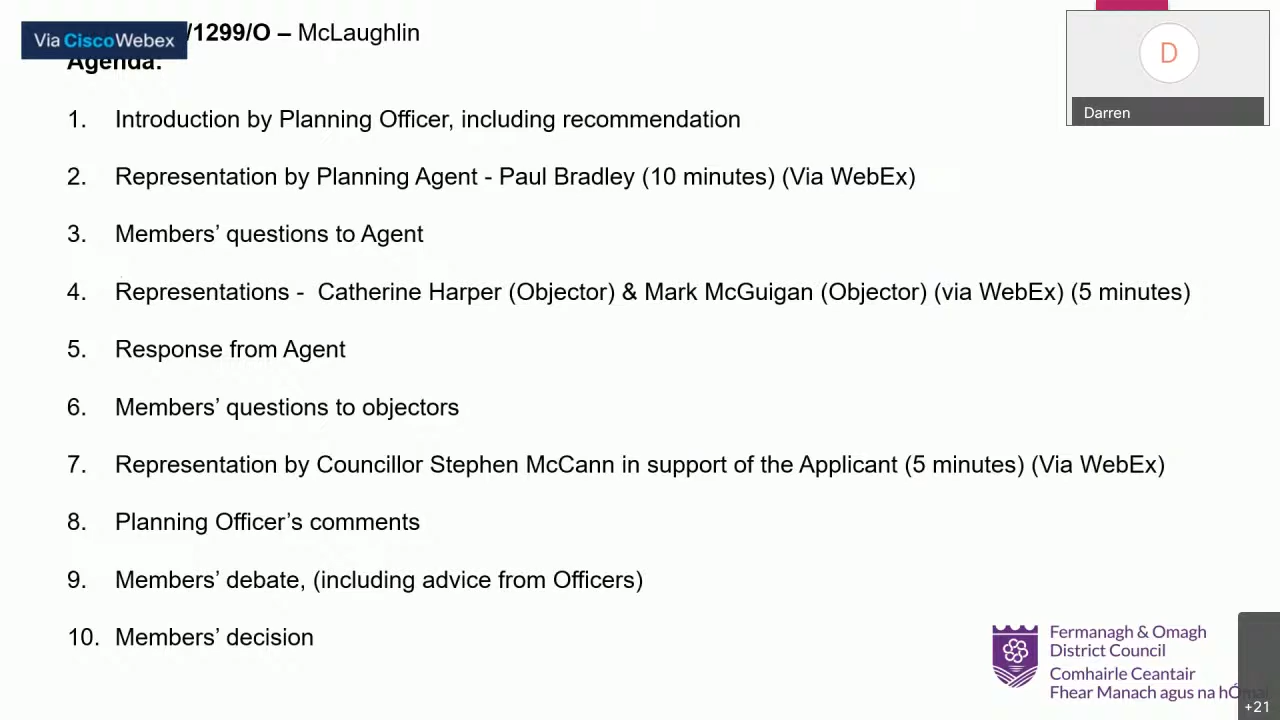 Via CiscoWebex
/1299/O – McLaughlin
Agenda:
1. Introduction by Planning Officer, including recommendation
2. Representation by Planning Agent - Paul Bradley (10 minutes) (Via WebEx)
3. Members’ questions to Agent
4. Representations - Catherine Harper (Objector) & Mark McGuigan (Objector) (via WebEx) (5 minutes)
5. Response from Agent
6. Members’ questions to objectors
7. Representation by Councillor Stephen McCann in support of the Applicant (5 minutes) (Via WebEx)
8. Planning Officer’s comments
9. Members’ debate, (including advice from Officers)
10. Members’ decision
D
Darren
Fermanagh & Omagh
District Council
Comhairle Ceantair
Fhear Manach agus na hÓmaí
+21